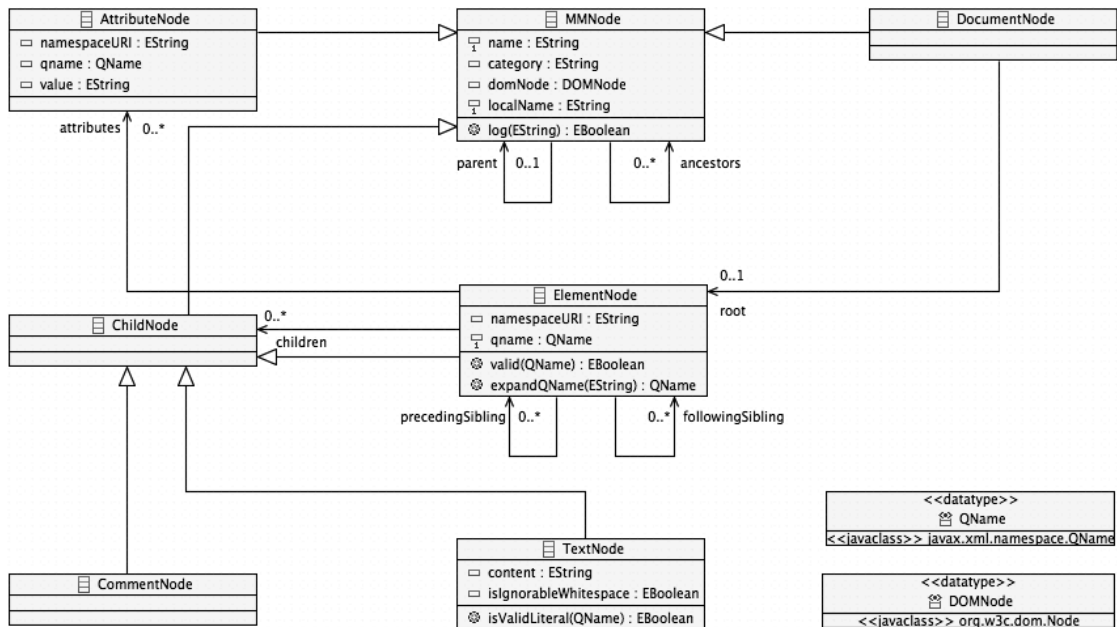 AttributeNode
namespaceURI : EString
qname : QName
value : EString
MMNode
1 name : EString
category : EString
domNode : DOMNode
1 localName : EString
log(EString) : EBoolean
DocumentNode
attributes 0..*
parent 0..1 0..* ancestors
0..1
root
ElementNode
namespaceURI : EString
1 qname : QName
valid(QName) : EBoolean
expandQName(EString) : QName
ChildNode
0..*
children
precedingSibling 0..* 0..* followingSibling
<<datatype>>
QName
<<javaclass>> javax.xml.namespace.QName
TextNode
content : EString
isIgnorableWhitespace : EBoolean
isValidLiteral(QName) : EBoolean
CommentNode
<<datatype>>
DOMNode
<<javaclass>> org.w3c.dom.Node